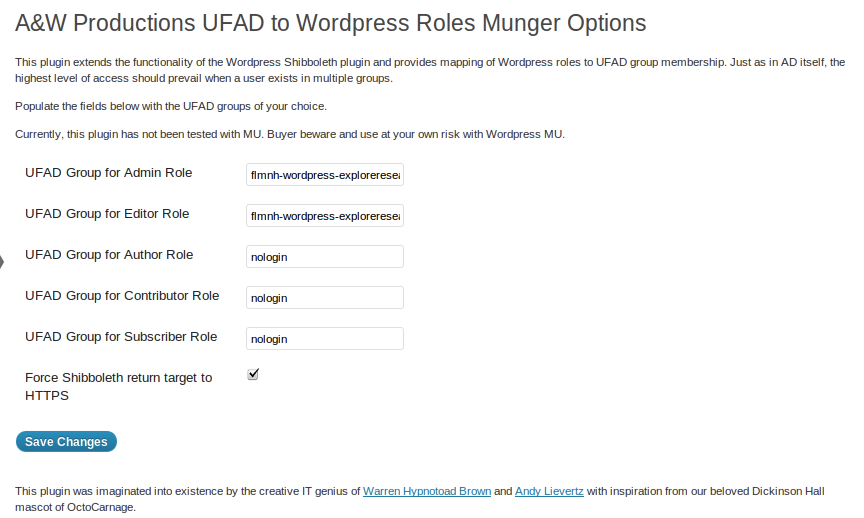 A&W Productions UFAD to Wordpress Roles Munger Options
This plugin extends the functionality of the Wordpress Shibboleth plugin and provides mapping of Wordpress roles to UFAD group membership. Just as in AD itself, the
highest level of access should prevail when a user exists in multiple groups.
Populate the fields below with the UFAD groups of your choice.
Currently, this plugin has not been tested with MU. Buyer beware and use at your own risk with Wordpress MU.
UFAD Group for Admin Role flmnh-wordpress-exploreresea
UFAD Group for Editor Role flmnh-wordpress-exploreresea
UFAD Group for Author Role nologin
UFAD Group for Contributor Role nologin
UFAD Group for Subscriber Role nologin
Force Shibboleth return target to
HTTPS
Save Changes
This plugin was imaginated into existence by the creative IT genius of Warren Hypnotoad Brown and Andy Lievertz with inspiration from our beloved Dickinson Hall
mascot of OctoCarnage.